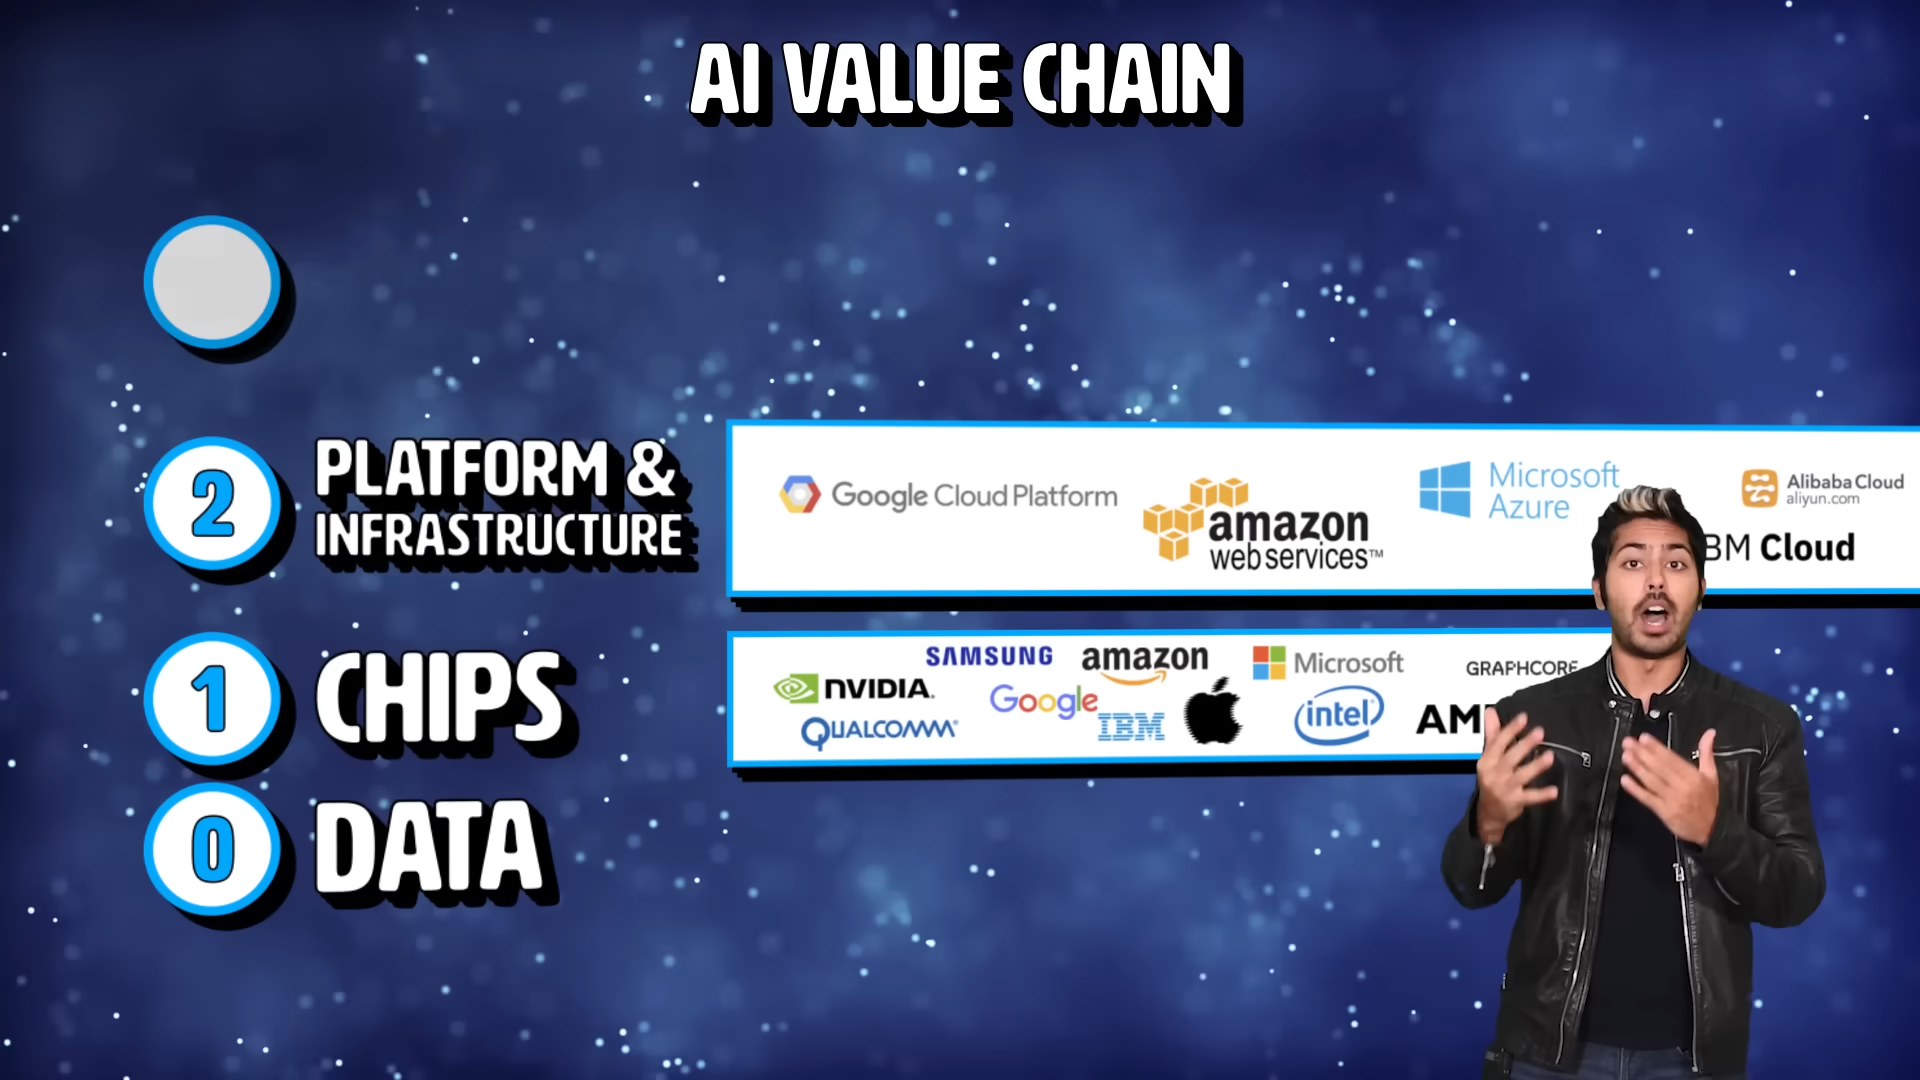 AI VALUE CHAIN
2
PLATFORM &
INFRASTRUCTURE
Google Cloud Platform
amazon
web services™
Microsoft
Azure
Alibaba Cloud
aliyun.com
BM Cloud
1
CHIPS
SAMSUNG
amazon
Microsoft
GRAPHCORE
NVIDIA.
Google
QUALCOMM®
IBM
intel®
AM
0
DATA